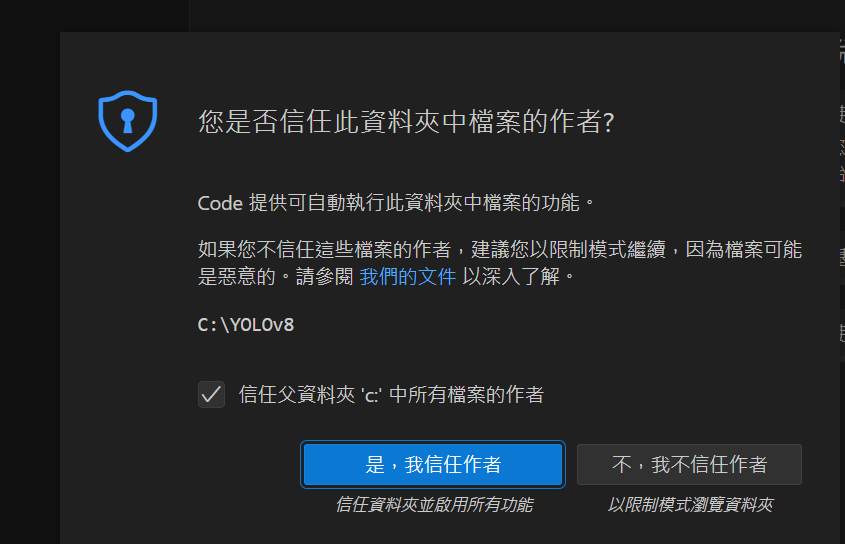 您是否信任此資料夾中檔案的作者?
Code 提供可自動執行此資料夾中檔案的功能。
如果您不信任這些檔案的作者，建議您以限制模式繼續，因為檔案可能
是惡意的。請參閱 我們的文件 以深入了解。
C:\YOLOv8
信任父資料夾 'c:' 中所有檔案的作者
是，我信任作者
不，我不信任作者
信任資料夾並啟用所有功能
以限制模式瀏覽資料夾